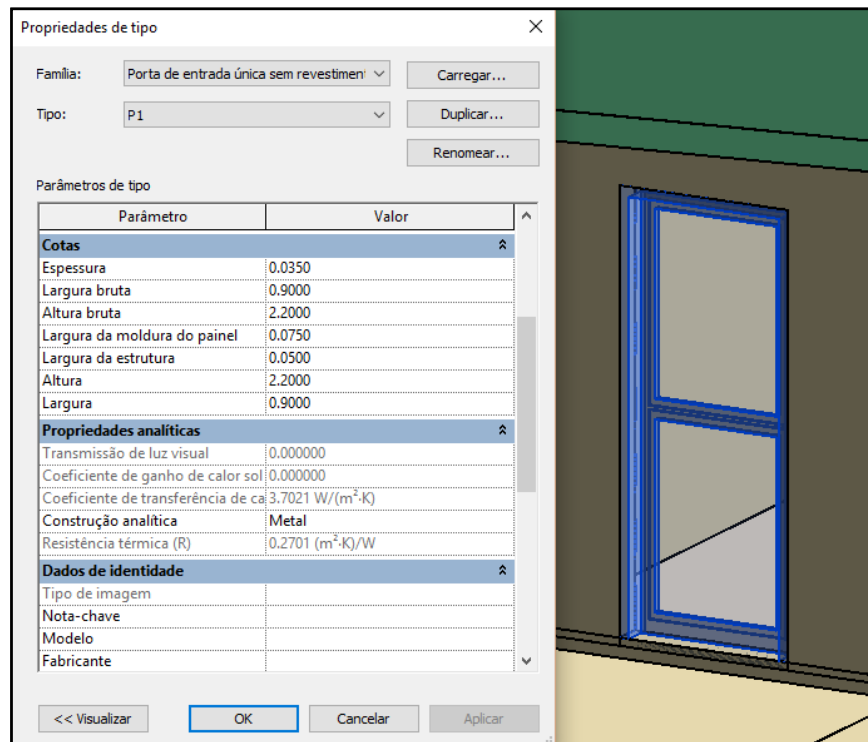 Propriedades de tipo
Família: Porta de entrada única sem revestiment Carregar...
Tipo: P1 Duplicar...
Renomear...
Parâmetros de tipo
Parâmetro Valor
Cotas
Espessura 0.0350
Largura bruta 0.9000
Altura bruta 2.2000
Largura da moldura do painel 0.0750
Largura da estrutura 0.0500
Altura 2.2000
Largura 0.9000
Propriedades analíticas
Transmissão de luz visual 0.000000
Coeficiente de ganho de calor sol 0.000000
Coeficiente de transferência de ca 3.7021 W/(m²·K)
Construção analítica Metal
Resistência térmica (R) 0.2701 (m²·K)/W
Dados de identidade
Tipo de imagem
Nota-chave
Modelo
Fabricante
<< Visualizar OK Cancelar Aplicar